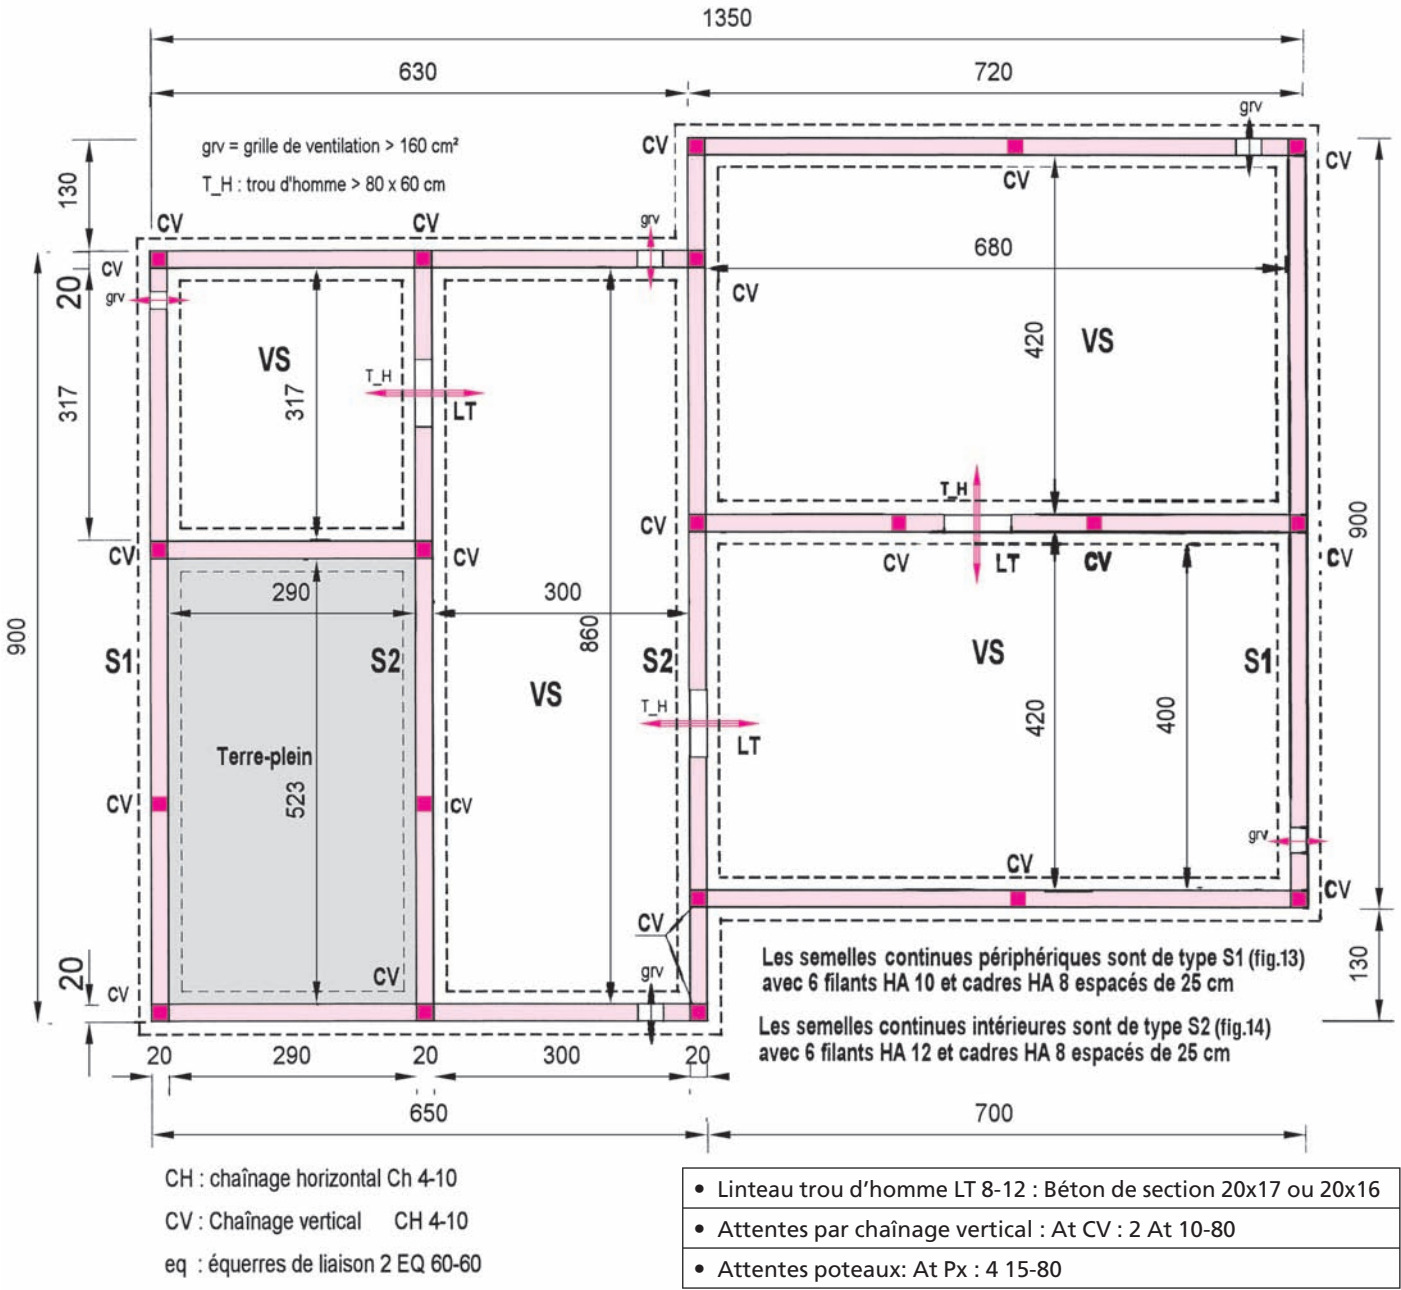 1350
630
720
grv = grille de ventilation > 160 cm²
T_H : trou d'homme > 80 x 60 cm
grv
CV
CV
130
CV
CV
CV
grv
680
CV
CV
20
grv
VS
420
VS
T_H
317
317
LT
T_H
CV
900
CV
CV
CV
LT
CV
CV
290
300
860
900
S1
S2
S2
VS
S1
VS
T_H
LT
420
400
Terre-plein
523
CV
CV
grv
CV
CV
CV
20
CV
CV
grv
Les semelles continues périphériques sont de type S1 (fig.13)
avec 6 filants HA 10 et cadres HA 8 espacés de 25 cm
130
Les semelles continues intérieures sont de type S2 (fig.14)
avec 6 filants HA 12 et cadres HA 8 espacés de 25 cm
20
290
20
300
20
650
700
CH : chaînage horizontal Ch 4-10
CV : Chaînage vertical CH 4-10
eq : équerres de liaison 2 EQ 60-60
• Linteau trou d'homme LT 8-12 : Béton de section 20x17 ou 20x16
• Attentes par chaînage vertical : At CV : 2 At 10-80
• Attentes poteaux: At Px : 4 15-80